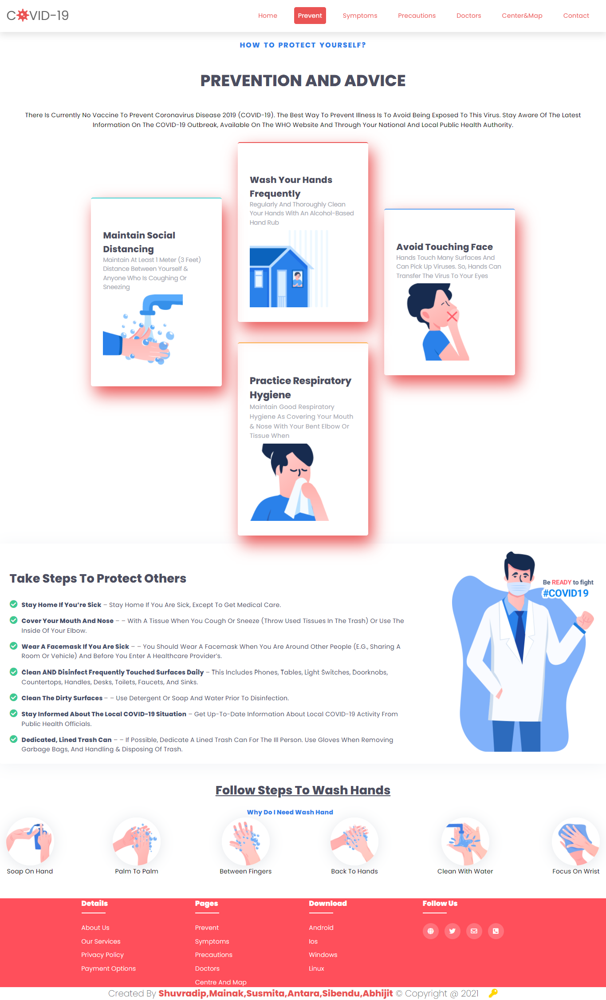 COVID-19
Home Prevent Symptoms Precautions Doctors Center&Map Contact
HOW TO PROTECT YOURSELF?
PREVENTION AND ADVICE
There Is Currently No Vaccine To Prevent Coronavirus Disease 2019 (COVID-19). The Best Way To Prevent Illness Is To Avoid Being Exposed To This Virus. Stay Aware Of The Latest
Information On The COVID-19 Outbreak, Available On The WHO Website And Through Your National And Local Public Health Authority.
Maintain Social
Distancing
Maintain At Least 1 Meter (3 Feet)
Distance Between Yourself &
Anyone Who Is Coughing Or
Sneezing
Wash Your Hands
Frequently
Regularly And Thoroughly Clean
Your Hands With An Alcohol-Based
Hand Rub
Practice Respiratory
Hygiene
Maintain Good Respiratory
Hygiene As Covering Your Mouth
& Nose With Your Bent Elbow Or
Tissue When
Avoid Touching Face
Hands Touch Many Surfaces And
Can Pick Up Viruses. So, Hands Can
Transfer The Virus To Your Eyes
Take Steps To Protect Others
Stay Home If You’re Sick – Stay Home If You Are Sick, Except To Get Medical Care.
Cover Your Mouth And Nose – – With A Tissue When You Cough Or Sneeze (Throw Used Tissues In The Trash) Or Use The
Inside Of Your Elbow.
Wear A Facemask If You Are Sick – – You Should Wear A Facemask When You Are Around Other People (E.G., Sharing A
Room Or Vehicle) And Before You Enter A Healthcare Provider’s.
Clean AND Disinfect Frequently Touched Surfaces Daily – This Includes Phones, Tables, Light Switches, Doorknobs,
Countertops, Handles, Desks, Toilets, Faucets, And Sinks.
Clean The Dirty Surfaces – – Use Detergent Or Soap And Water Prior To Disinfection.
Stay Informed About The Local COVID-19 Situation – Get Up-To-Date Information About Local COVID-19 Activity From
Public Health Officials.
Dedicated, Lined Trash Can – – If Possible, Dedicate A Lined Trash Can For The Ill Person. Use Gloves When Removing
Garbage Bags, And Handling & Disposing Of Trash.
Be READY to fight
#COVID19
Follow Steps To Wash Hands
Why Do I Need Wash Hand
Soap On Hand
Palm To Palm
Between Fingers
Back To Hands
Clean With Water
Focus On Wrist
Details
About Us
Our Services
Privacy Policy
Payment Options
Pages
Prevent
Symptoms
Precautions
Doctors
Centre And Map
Download
Android
Ios
Windows
Linux
Follow Us
Created By Shuvradip,Mainak,Susmita,Antara,Sibendu,Abhijit © Copyright @ 2021